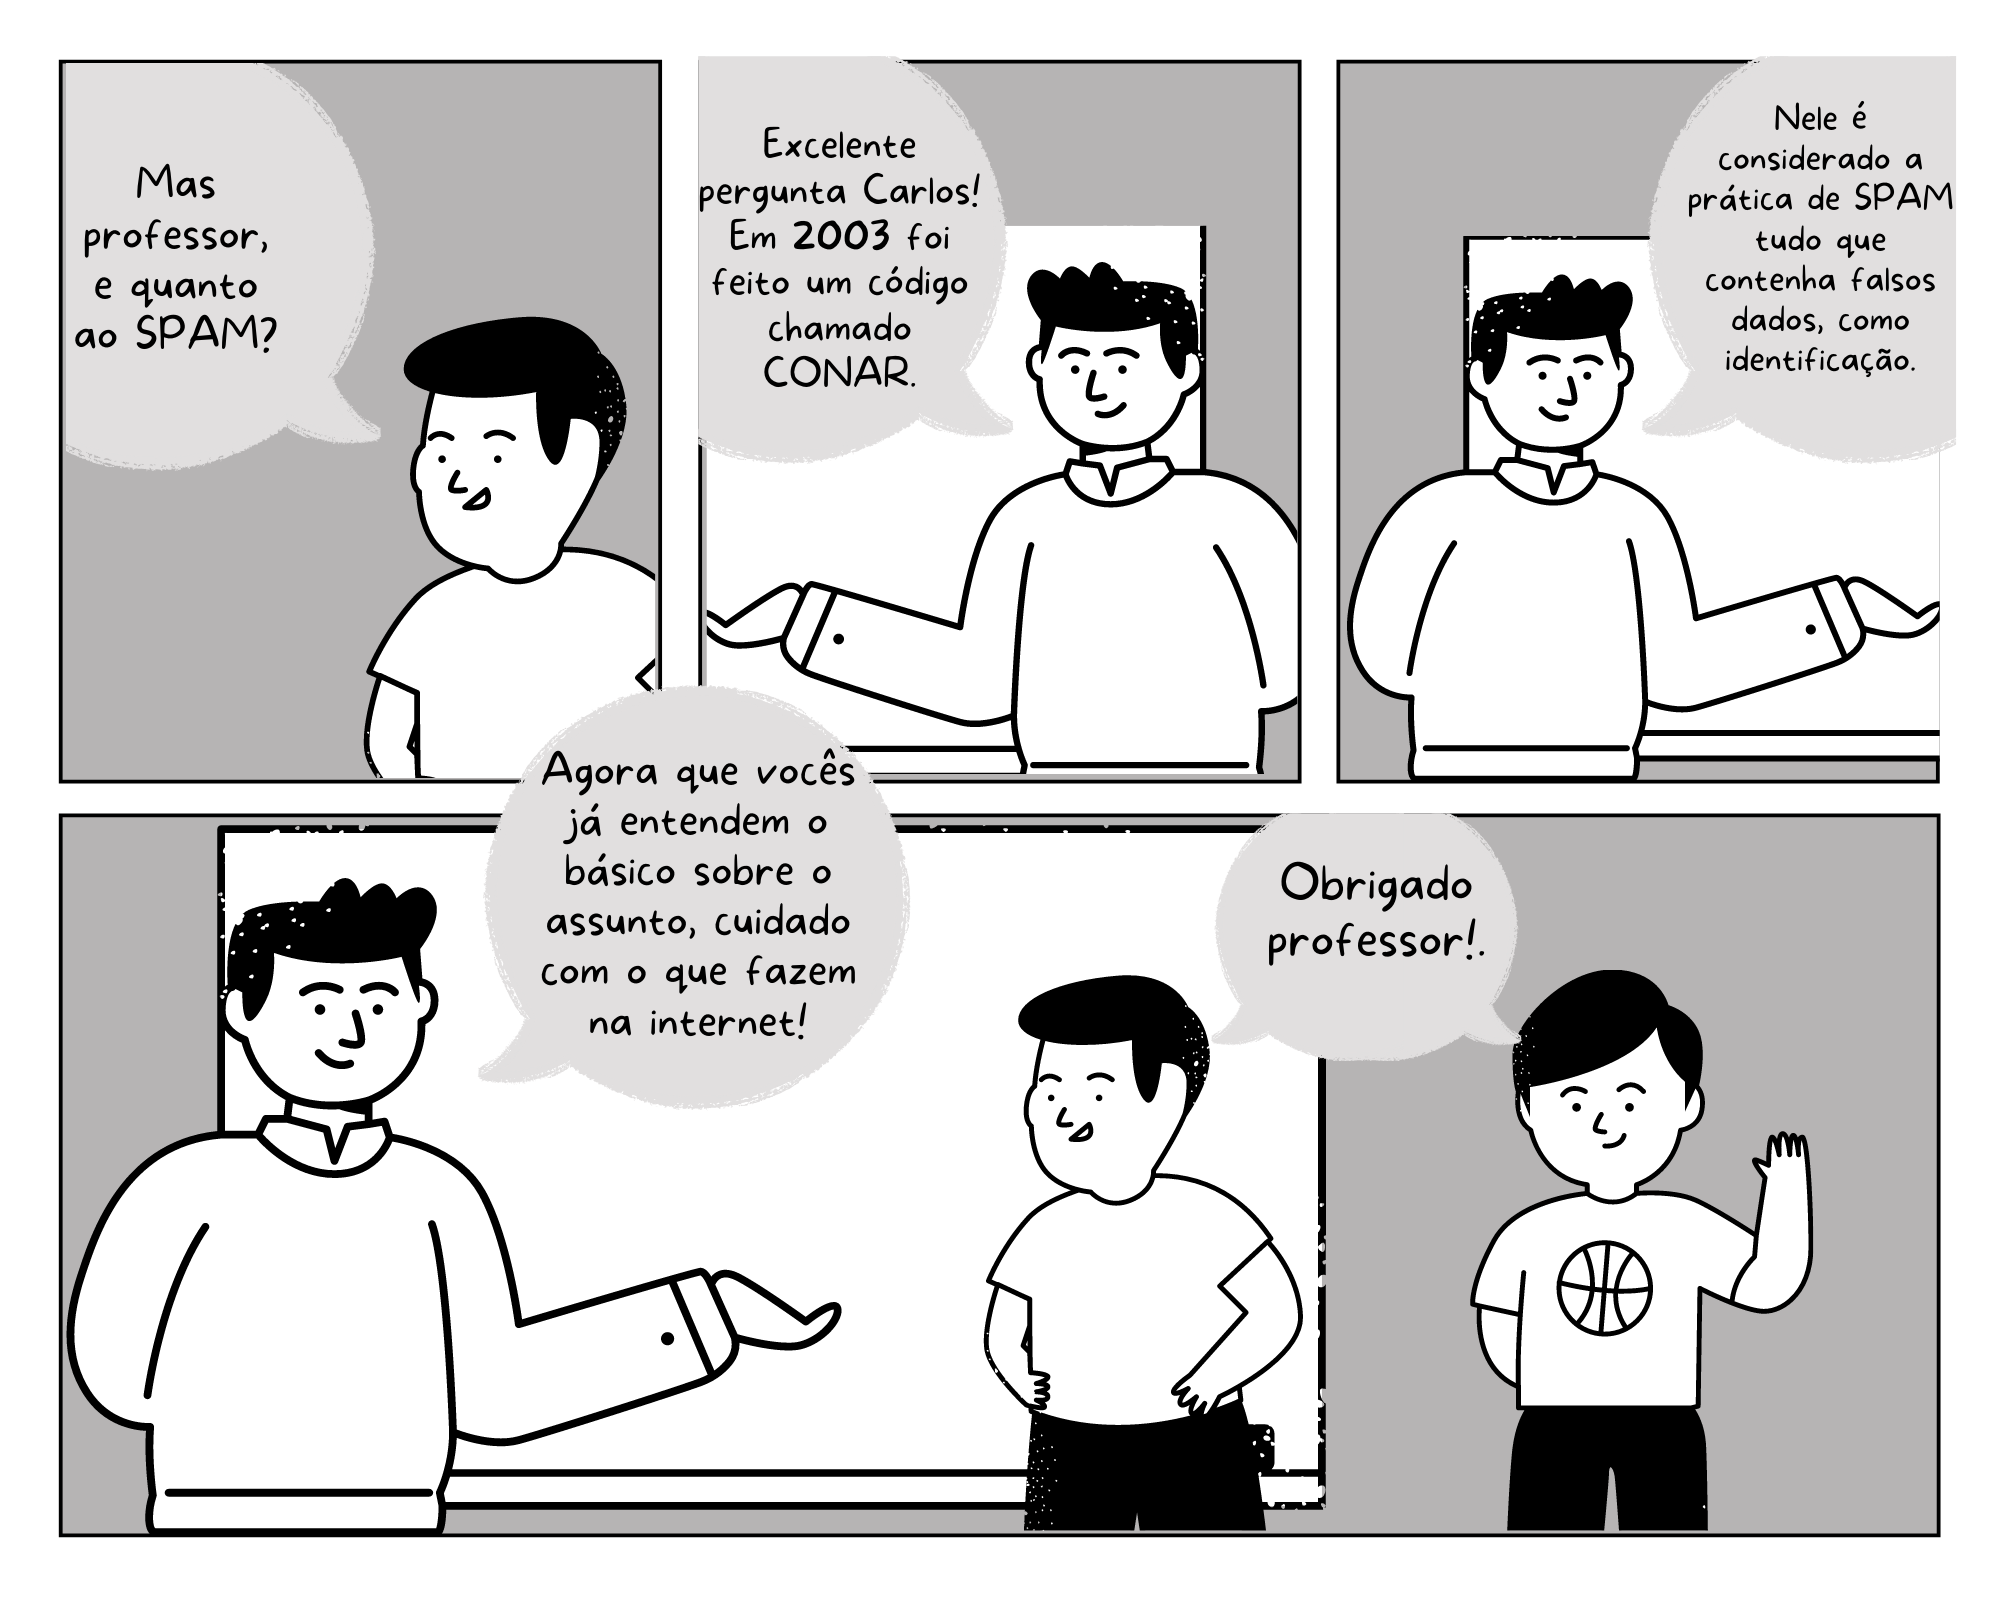 Mas
professor,
e quanto
ao SPAM?
Excelente
pergunta Carlos!
Em 2003 foi
feito um código
chamado
CONAR.
Nele é
considerado a
prática de SPAM
tudo que
contenha falsos
dados, como
identificação.
Agora que vocês
já entendem o
básico sobre o
assunto, cuidado
com o que fazem
na internet!
Obrigado
professor!.